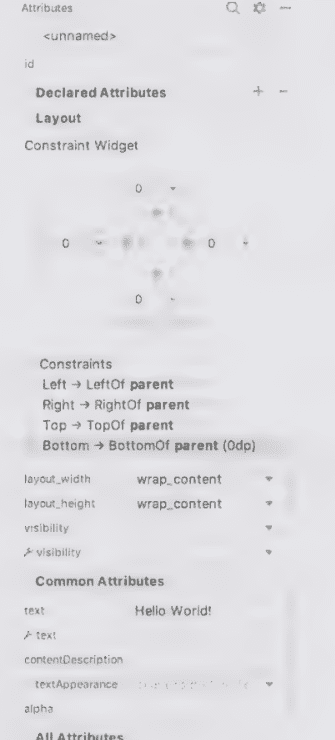 Attributes
<unnamed>
id
Declared Attributes + −
Layout
Constraint Widget
0
0 0
0
Constraints
Left → LeftOf parent
Right → RightOf parent
Top → TopOf parent
Bottom → BottomOf parent (0dp)
layout_width wrap_content
layout_height wrap_content
visibility
visibility
Common Attributes
text Hello World!
text
contentDescription
textAppearance
alpha
All Attributes